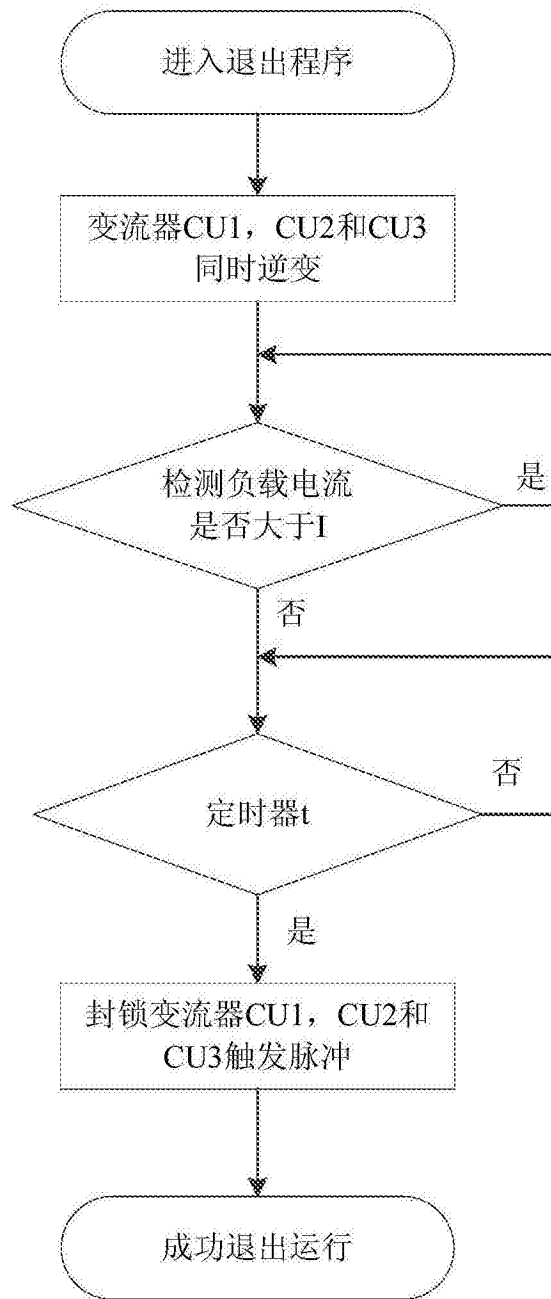 进入退出程序
变流器CU1，CU2和CU3
同时逆变
检测负载电流
是否大于I
是
否
定时器t
否
是
封锁变流器CU1，CU2和
CU3触发脉冲
成功退出运行